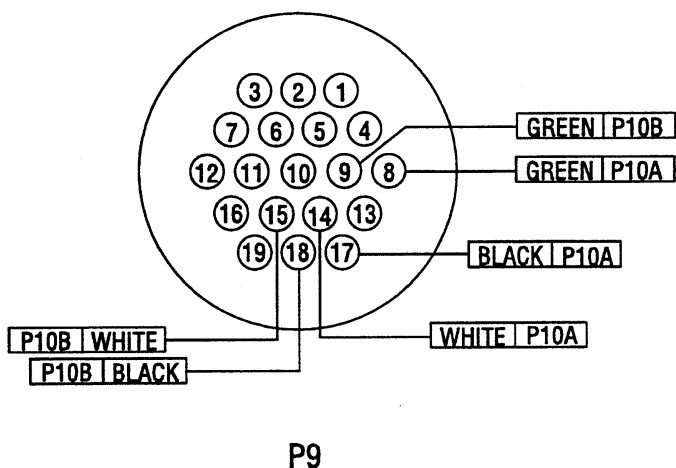 3 2 1
7 6 5 4
GREEN P10B
12 11 10 9 8
GREEN P10A
16 15 14 13
19 18 17
BLACK P10A
P10B WHITE
WHITE P10A
P10B BLACK
P9